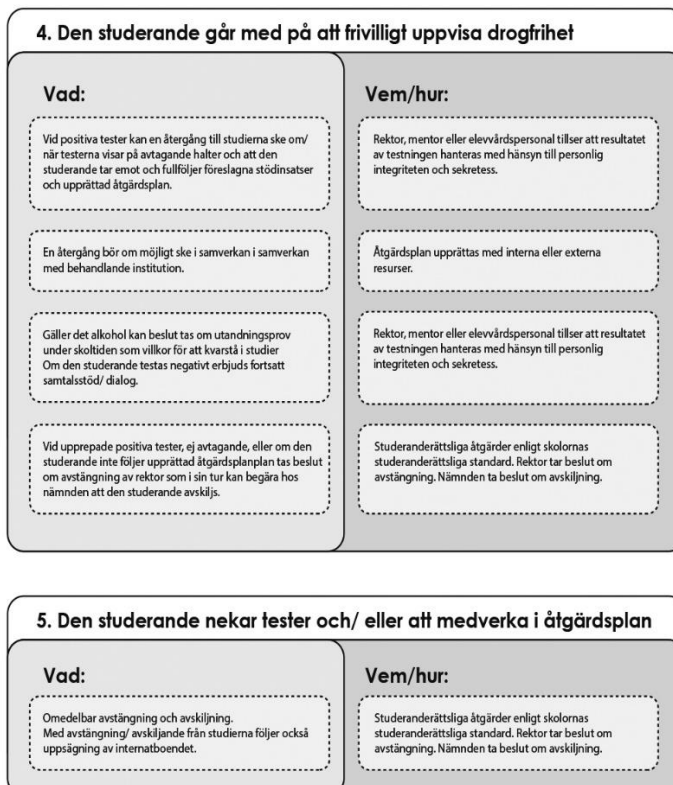 4. Den studerande går med på att frivilligt uppvisa drogfrihet
Vad:
Vid positiva tester kan en återgång till studierna ske om/
när testerna visar på avtagande halter och att den
studerande tar emot och fullföljer föreslagna stödinsatser
och upprättad åtgärdsplan.
Vem/hur:
Rektor, mentor eller elevvårdspersonal tillser att resultatet
av testningen hanteras med hänsyn till personlig
integriteten och sekretess.
En återgång bör om möjligt ske i samverkan i samverkan
med behandlande institution.
Åtgärdsplan upprättas med interna eller externa
resurser.
Gäller det alkohol kan beslut tas om utandningsprov
under skoltiden som villkor för att kvarstå i studier
Om den studerande testas negativt erbjuds fortsatt
samtalsstöd/ dialog.
Rektor, mentor eller elevvårdspersonal tillser att resultatet
av testningen hanteras med hänsyn till personlig
integriteten och sekretess.
Vid upprepade positiva tester, ej avtagande, eller om den
studerande inte följer upprättad åtgärdsplanplan tas beslut
om avstängning av rektor som i sin tur kan begära hos
nämnden att den studerande avskiljs.
Studeranderättsliga åtgärder enligt skolornas
studeranderättsliga standard. Rektor tar beslut om
avstängning. Nämnden ta beslut om avskiljning.
5. Den studerande nekar tester och/ eller att medverka i åtgärdsplan
Vad:
Omedelbar avstängning och avskiljning.
Med avstängning/ avskiljande från studierna följer också
uppsägning av internatboendet.
Vem/hur:
Studeranderättsliga åtgärder enligt skolornas
studeranderättsliga standard. Rektor tar beslut om
avstängning. Nämnden ta beslut om avskiljning.